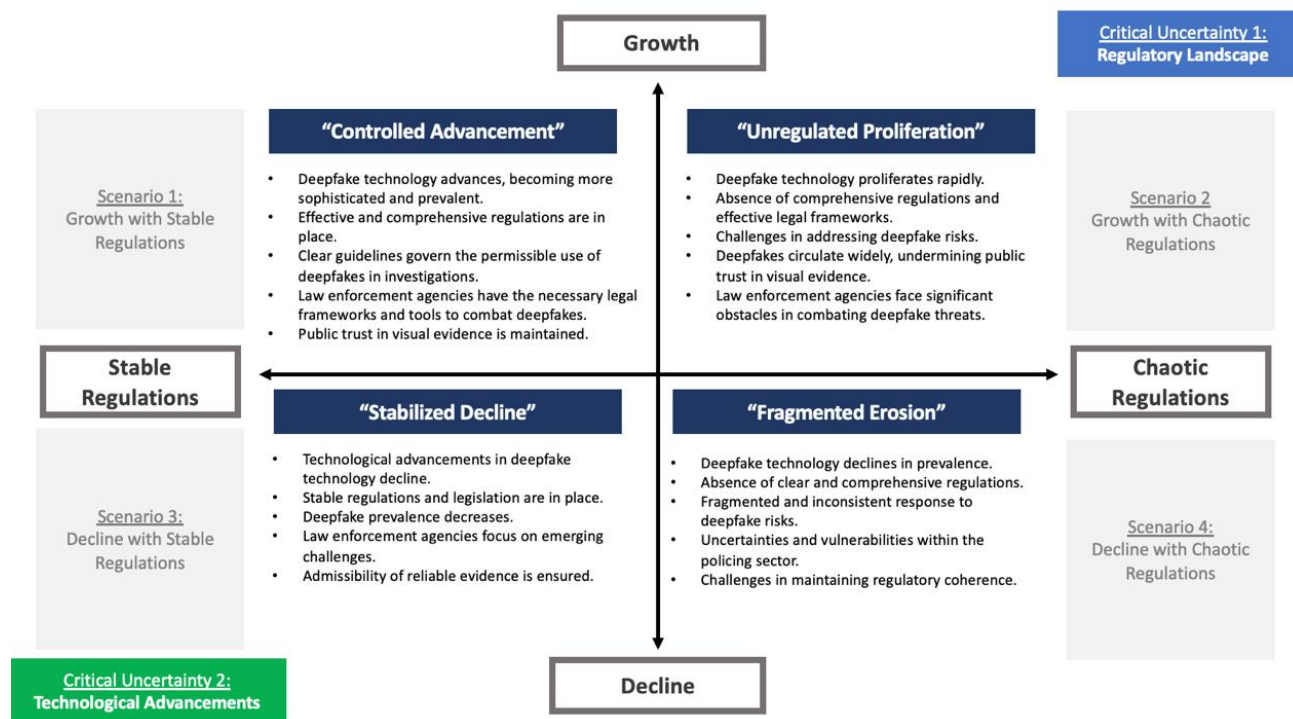 Growth
Critical Uncertainty 1:
Regulatory Landscape
Scenario 1:
Growth with Stable
Regulations
“Controlled Advancement”
• Deepfake technology advances, becoming more
sophisticated and prevalent.
• Effective and comprehensive regulations are in
place.
• Clear guidelines govern the permissible use of
deepfakes in investigations.
• Law enforcement agencies have the necessary legal
frameworks and tools to combat deepfakes.
• Public trust in visual evidence is maintained.
“Unregulated Proliferation”
• Deepfake technology proliferates rapidly.
• Absence of comprehensive regulations and
effective legal frameworks.
• Challenges in addressing deepfake risks.
• Deepfakes circulate widely, undermining public
trust in visual evidence.
• Law enforcement agencies face significant
obstacles in combating deepfake threats.
Scenario 2
Growth with Chaotic
Regulations
Stable
Regulations
Chaotic
Regulations
Scenario 3:
Decline with Stable
Regulations
“Stabilized Decline”
• Technological advancements in deepfake
technology decline.
• Stable regulations and legislation are in place.
• Deepfake prevalence decreases.
• Law enforcement agencies focus on emerging
challenges.
• Admissibility of reliable evidence is ensured.
“Fragmented Erosion”
• Deepfake technology declines in prevalence.
• Absence of clear and comprehensive regulations.
• Fragmented and inconsistent response to
deepfake risks.
• Uncertainties and vulnerabilities within the
policing sector.
• Challenges in maintaining regulatory coherence.
Scenario 4:
Decline with Chaotic
Regulations
Critical Uncertainty 2:
Technological Advancements
Decline